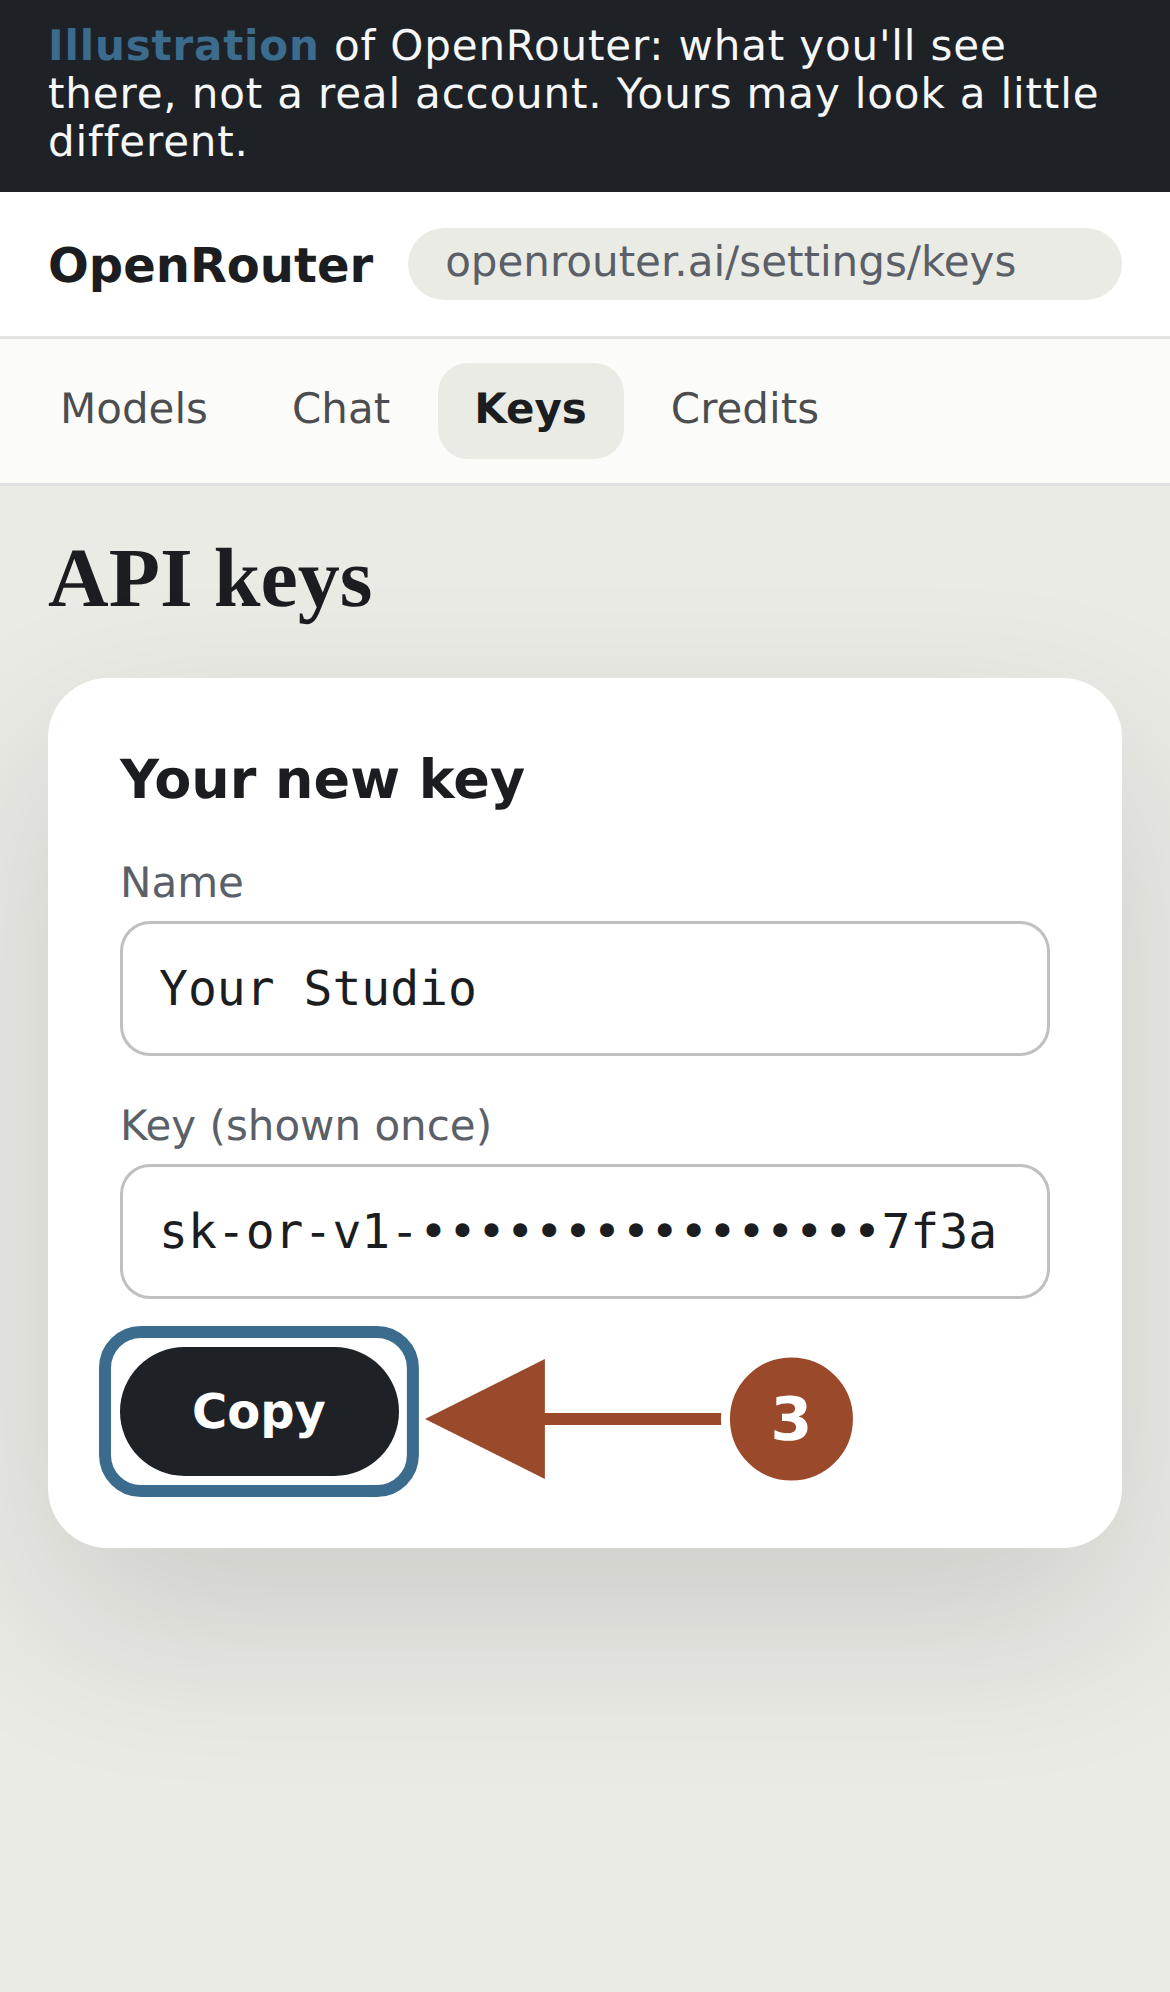 Illustration of OpenRouter: what you'll see
there, not a real account. Yours may look a little
different.
OpenRouter
openrouter.ai/settings/keys
Models Chat Keys Credits
API keys
Your new key
Name
Your Studio
Key (shown once)
sk-or-v1-••••••••••••••••7f3a
Copy
3